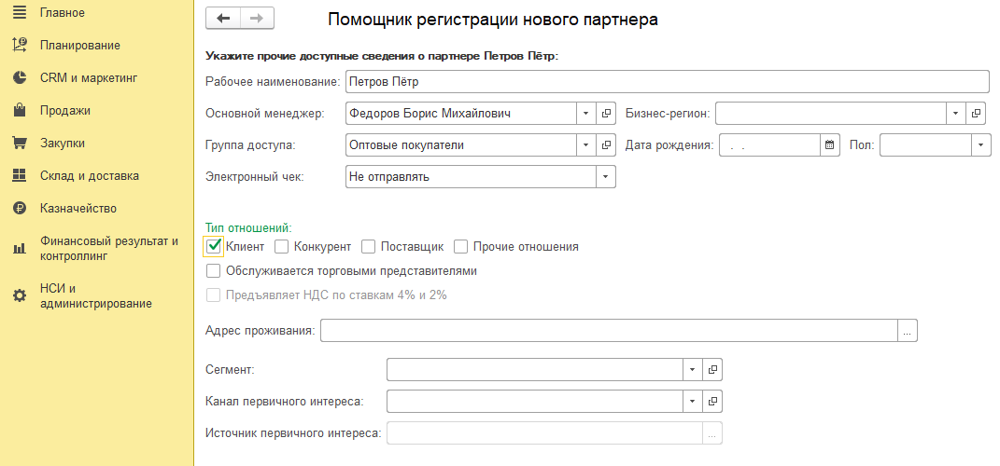 Главное
Планирование
CRM и маркетинг
Продажи
Закупки
Склад и доставка
Казначейство
Финансовый результат и
контроллинг
НСИ и
администрирование
Помощник регистрации нового партнера
Укажите прочие доступные сведения о партнере Петров Пётр:
Рабочее наименование: Петров Пётр
Основной менеджер: Федоров Борис Михайлович Бизнес-регион:
Группа доступа: Оптовые покупатели Дата рождения: . . Пол:
Электронный чек: Не отправлять
Тип отношений:
Клиент Конкурент Поставщик Прочие отношения
Обслуживается торговыми представителями
Предъявляет НДС по ставкам 4% и 2%
Адрес проживания: ...
Сегмент:
Канал первичного интереса:
Источник первичного интереса: ...